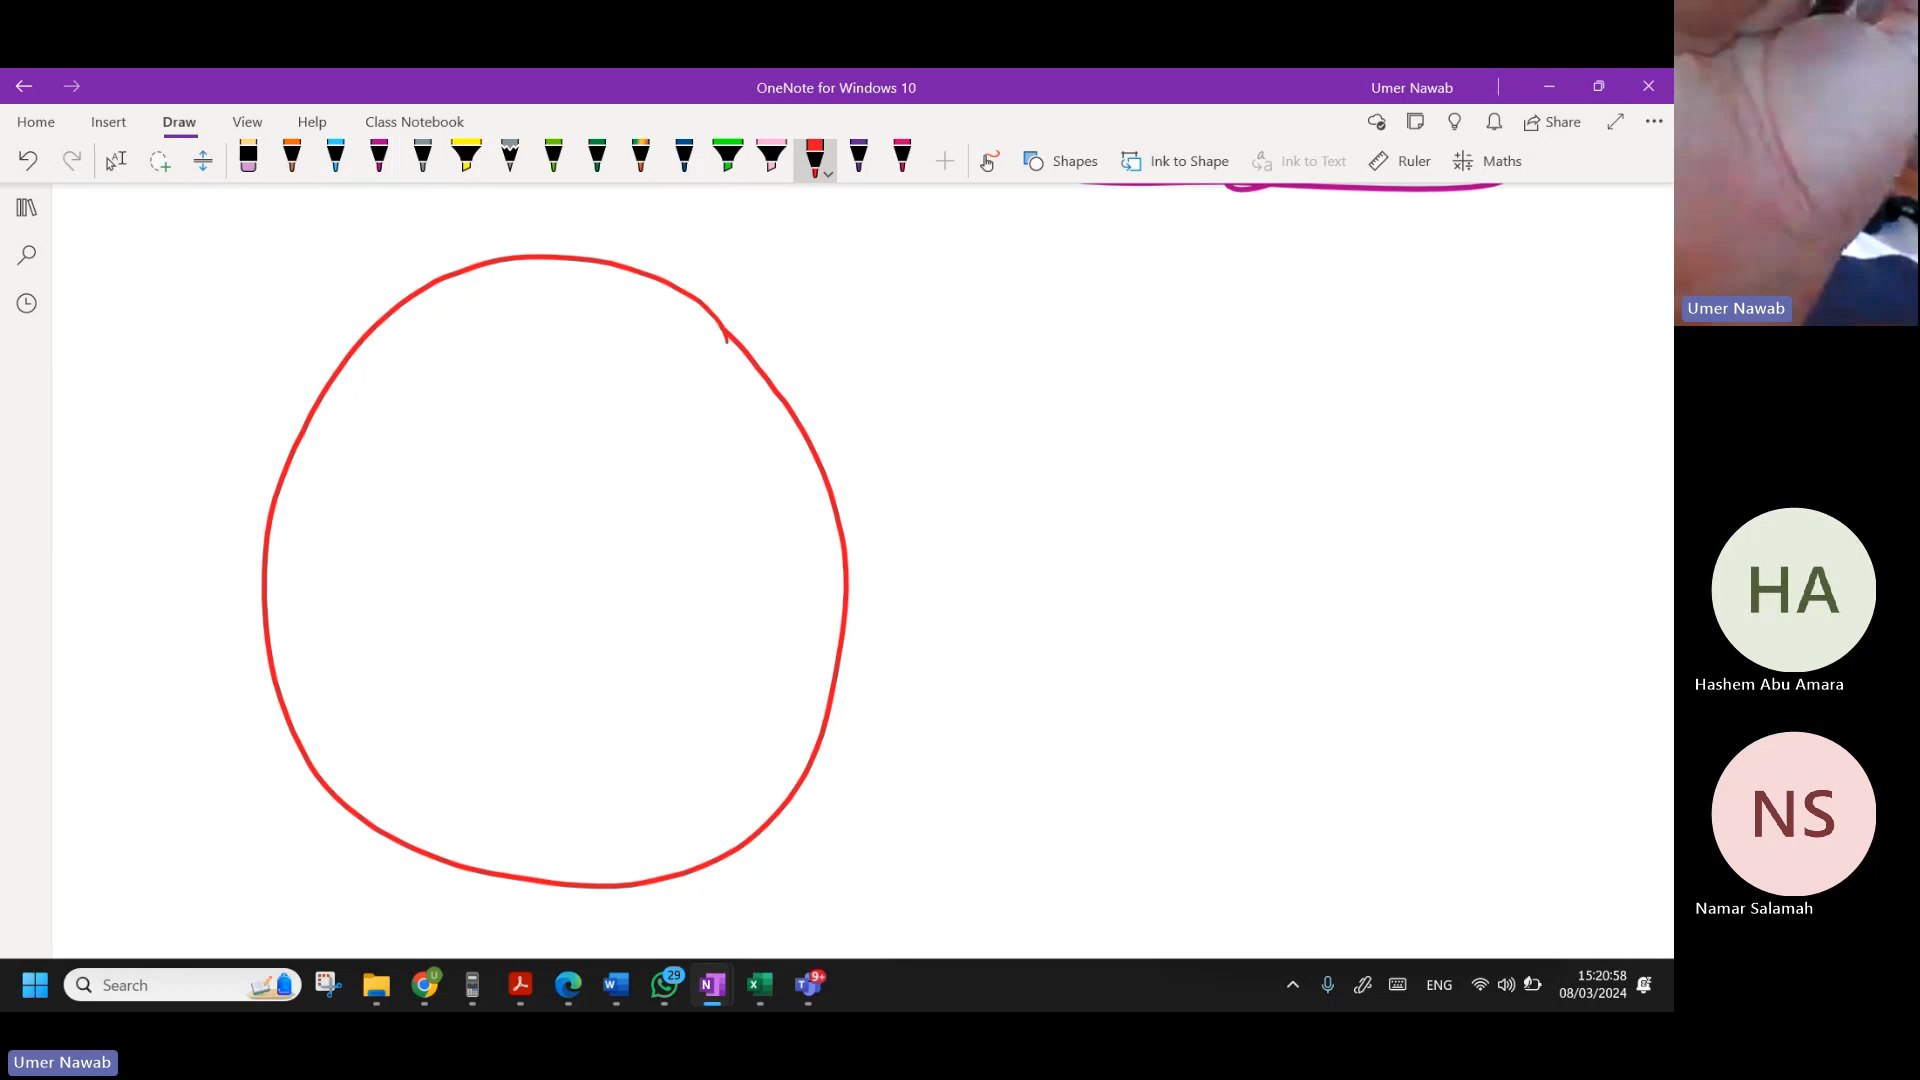 OneNote for Windows 10
Umer Nawab
Home Insert Draw View Help Class Notebook
Share
Shapes Ink to Shape Ink to Text Ruler Maths
Umer Nawab
HA
Hashem Abu Amara
NS
Namar Salamah
Search
U
29
9+
ENG
15:20:58
08/03/2024
Umer Nawab